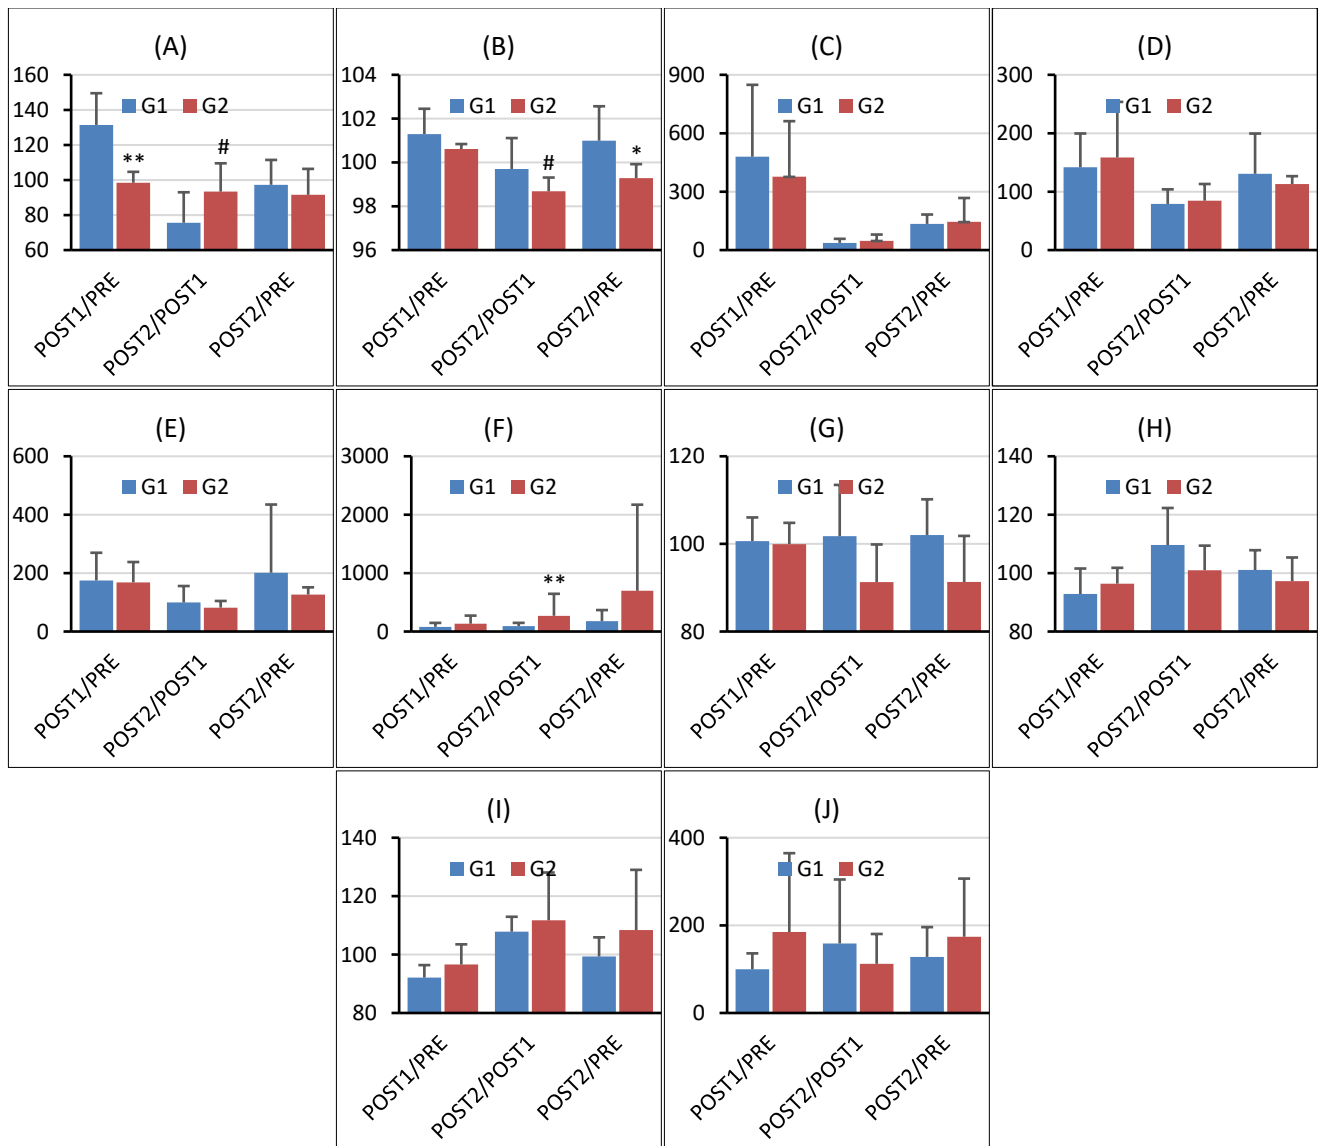 (A)
160
140
120
100
80
60
G1 G2
**
#
POST1/PRE
POST2/POST1
POST2/PRE
(B)
104
102
100
98
96
G1 G2
#
*
POST1/PRE
POST2/POST1
POST2/PRE
(C)
900
600
300
0
G1 G2
POST1/PRE
POST2/POST1
POST2/PRE
(D)
300
200
100
0
G1 G2
POST1/PRE
POST2/POST1
POST2/PRE
(E)
600
400
200
0
G1 G2
POST1/PRE
POST2/POST1
POST2/PRE
(F)
3000
2000
1000
0
G1 G2
**
POST1/PRE
POST2/POST1
POST2/PRE
(G)
120
100
80
G1 G2
POST1/PRE
POST2/POST1
POST2/PRE
(H)
140
120
100
80
G1 G2
POST1/PRE
POST2/POST1
POST2/PRE
(I)
140
120
100
80
G1 G2
POST1/PRE
POST2/POST1
POST2/PRE
(J)
400
200
0
G1 G2
POST1/PRE
POST2/POST1
POST2/PRE